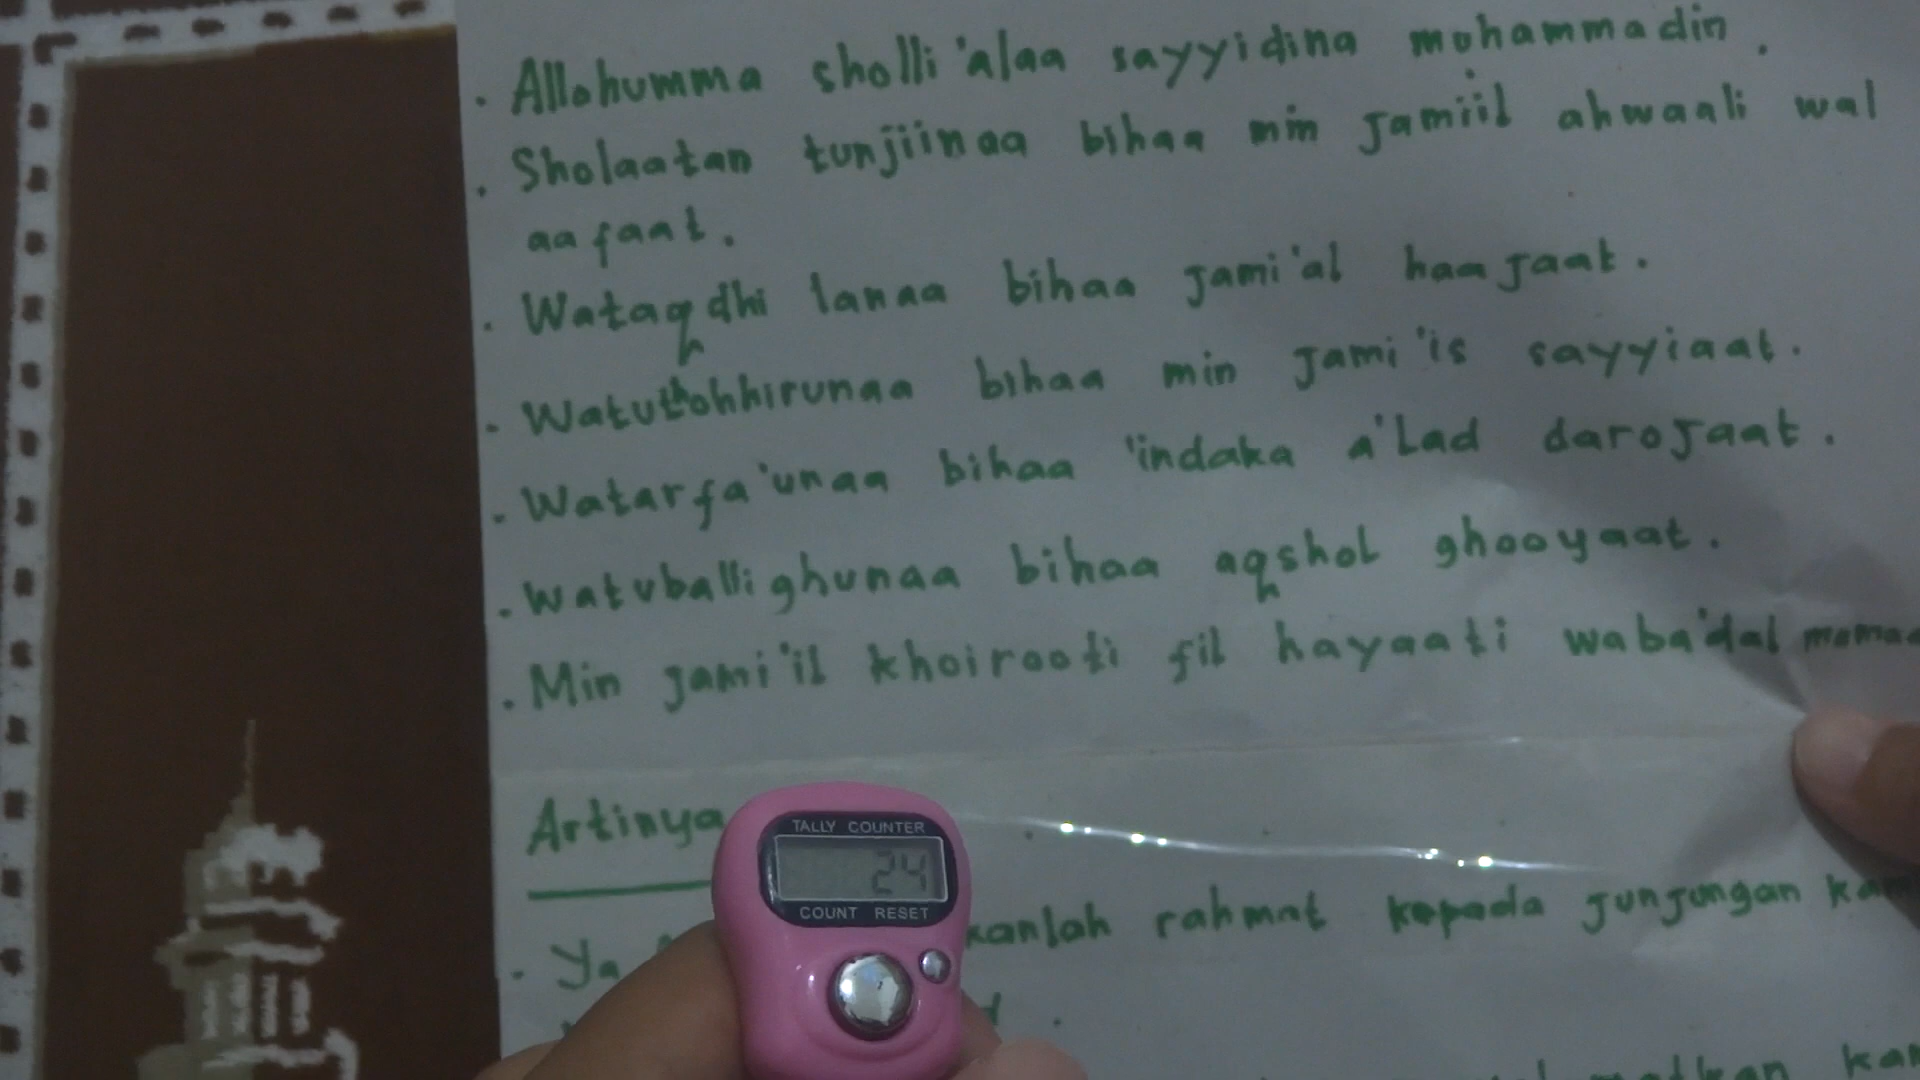 . Allohumma sholli 'alaa sayyidina mohammadin .
. Sholaatan tunjiinaa bihaa min jamiil ahwaali wal
aafaat.
. Wataqdhi lanaa bihaa jami'al haajaat.
. Watuthohhirunaa bihaa min jami'is sayyiaat.
. Watarfa'unaa bihaa 'indaka a'Lad darojaat.
. Watuballighunaa bihaa aqshol ghooyaat.
. Min jami'il khoirooti fil hayaati waba'dal
Artinya
TALLY COUNTER
24
COUNT RESET
. Ya kanlah rahmat kepada junjungan